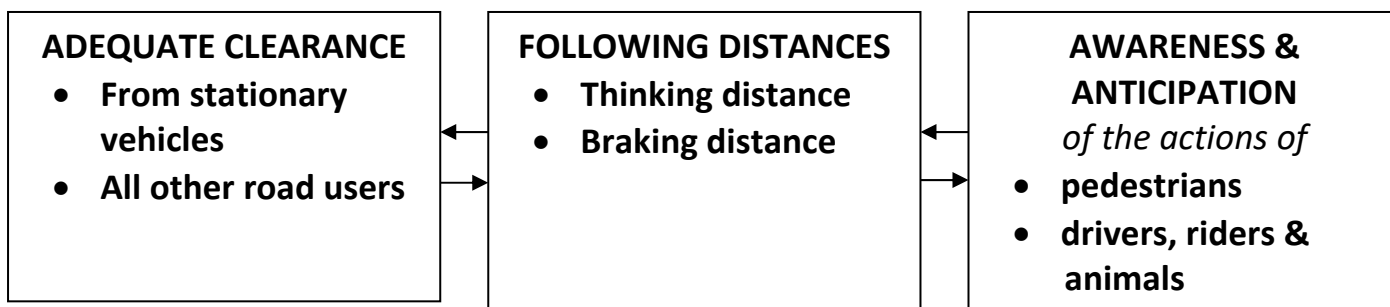 ADEQUATE CLEARANCE
• From stationary
vehicles
• All other road users
FOLLOWING DISTANCES
• Thinking distance
• Braking distance
AWARENESS &
ANTICIPATION
of the actions of
• pedestrians
• drivers, riders &
animals